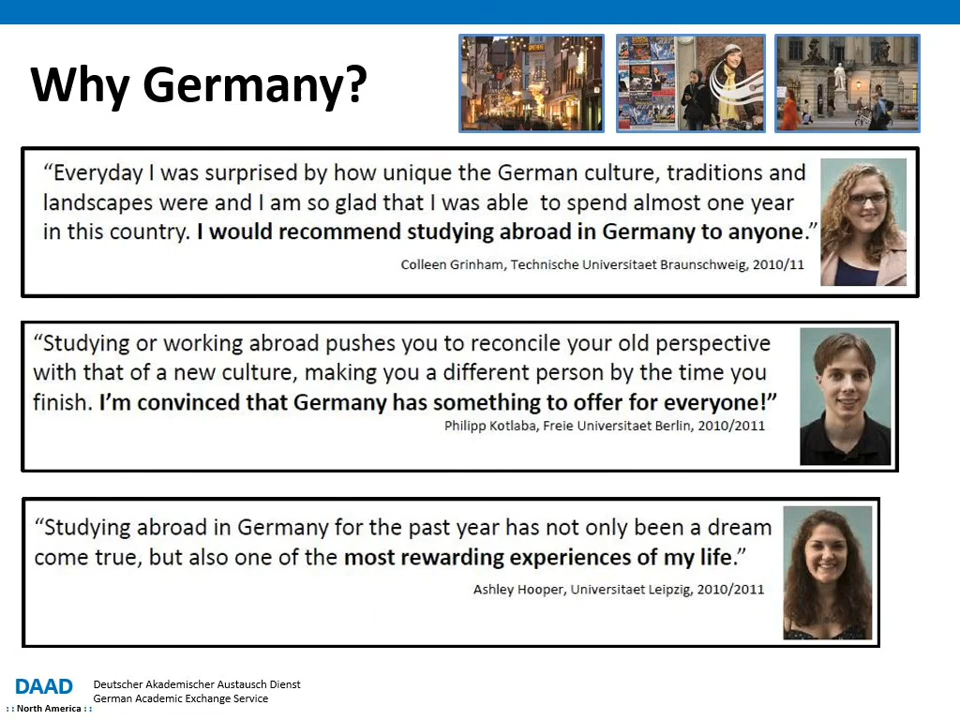 Why Germany?
“Everyday I was surprised by how unique the German culture, traditions and
landscapes were and I am so glad that I was able  to spend almost one year
in this country. I would recommend studying abroad in Germany to anyone.”
Colleen Grinham, Technische Universitaet Braunschweig, 2010/11
“Studying or working abroad pushes you to reconcile your old perspective
with that of a new culture, making you a different person by the time you
finish. I’m convinced that Germany has something to offer for everyone!”
Philipp Kotlaba, Freie Universitaet Berlin, 2010/2011
“Studying abroad in Germany for the past year has not only been a dream
come true, but also one of the most rewarding experiences of my life.”
Ashley Hooper, Universitaet Leipzig, 2010/2011
DAAD
:: North America ::
Deutscher Akademischer Austausch Dienst
German Academic Exchange Service